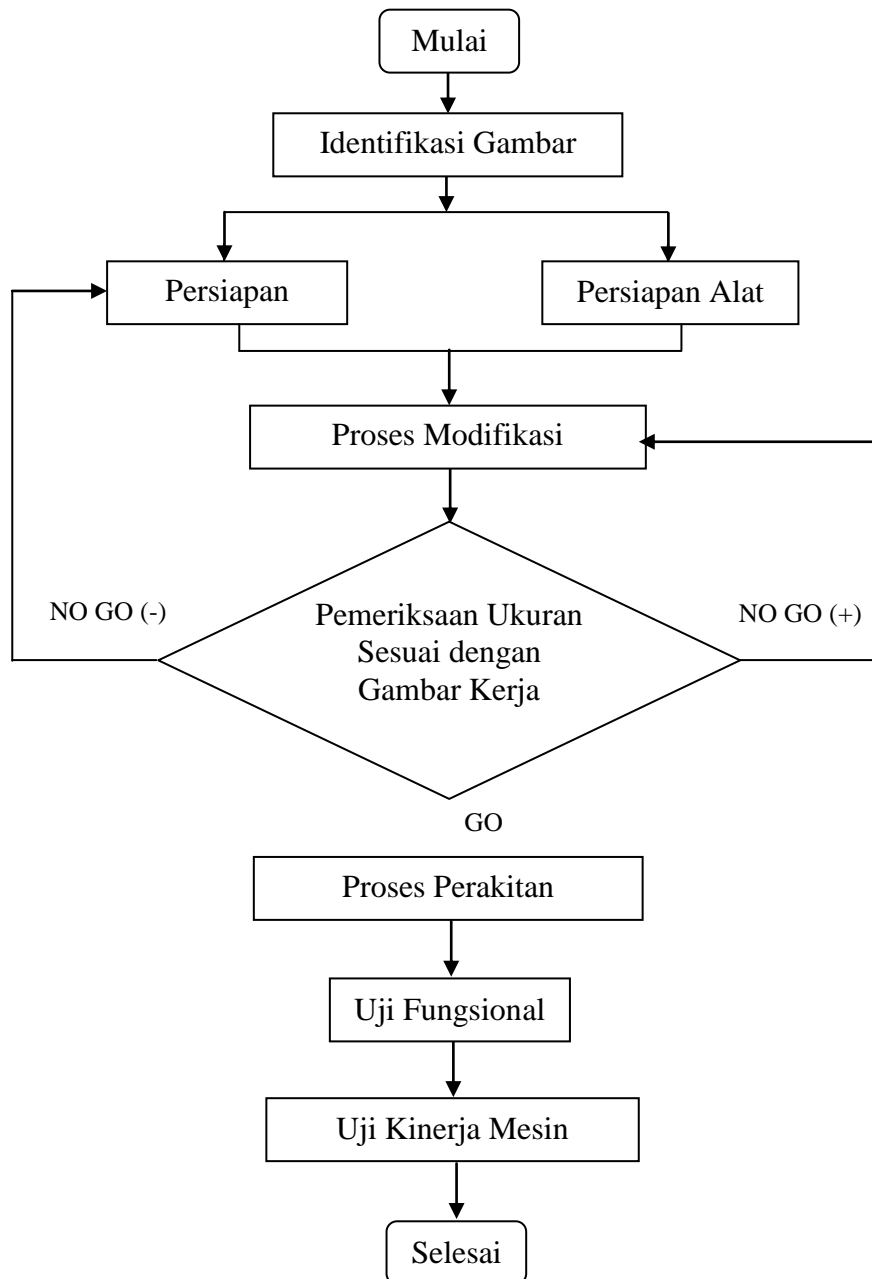 Mulai
Identifikasi Gambar
Persiapan
Persiapan Alat
Proses Modifikasi
NO GO (-)
Pemeriksaan Ukuran
Sesuai dengan
Gambar Kerja
NO GO (+)
GO
Proses Perakitan
Uji Fungsional
Uji Kinerja Mesin
Selesai